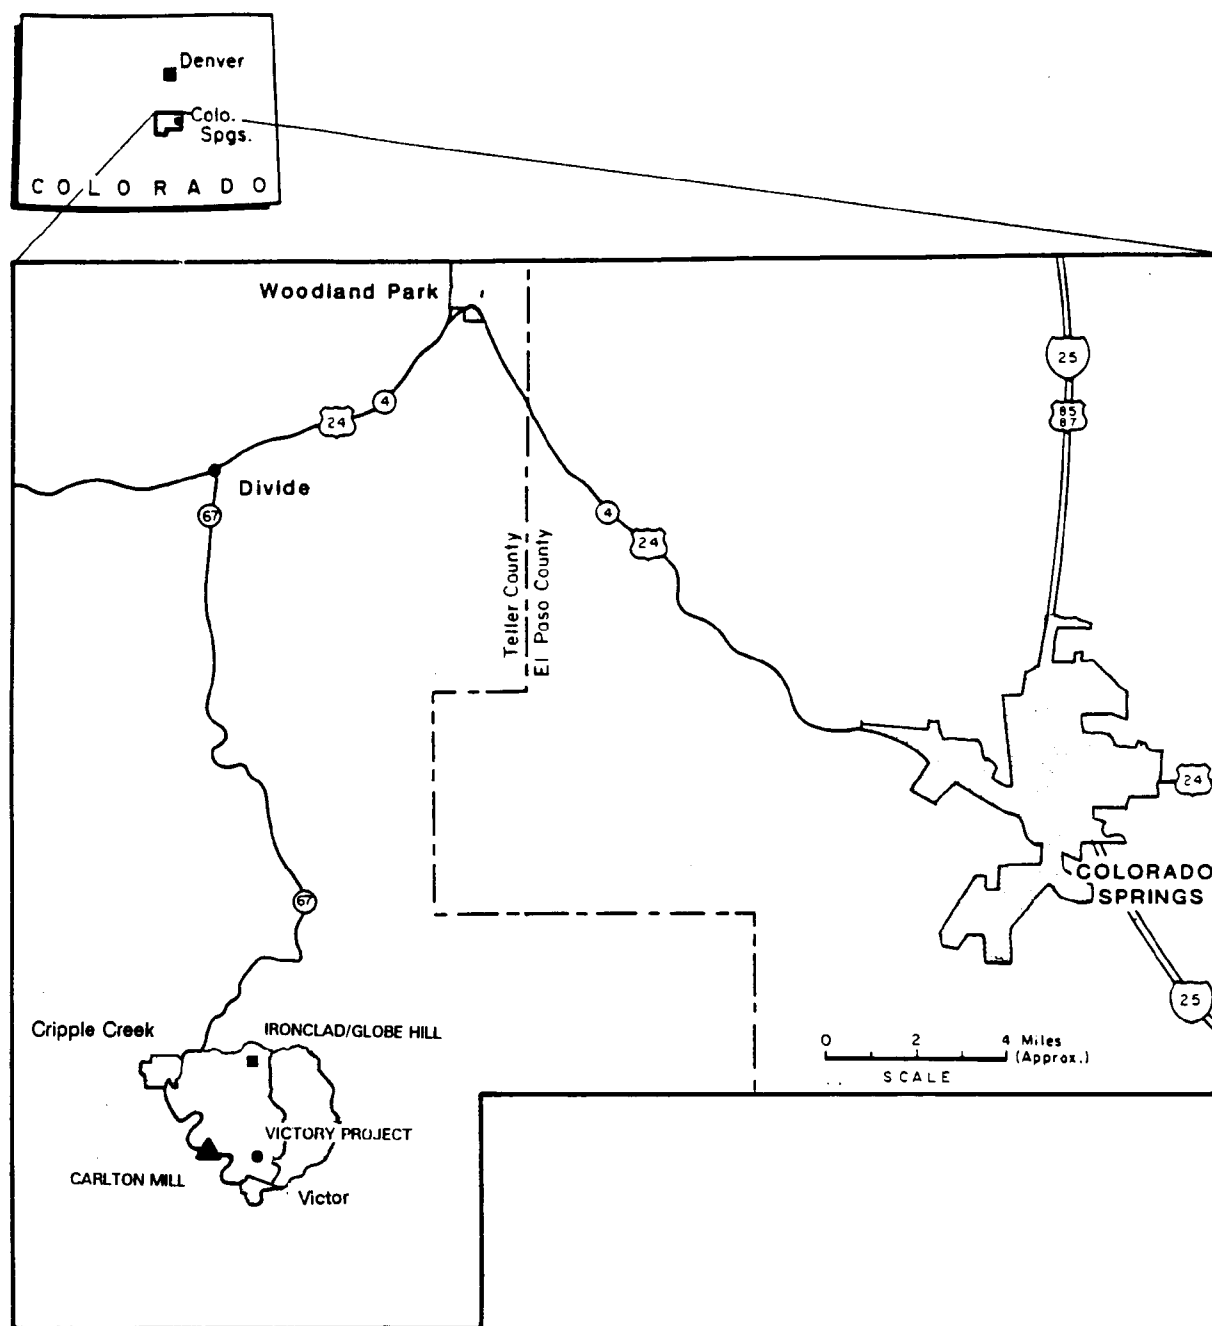 Denver
Colo.
Spgs.
COLORADO
Woodland Park
25
85
87
4
24
Divide
67
4
24
Teller County
El Paso County
24
COLORADO
SPRINGS
67
25
Cripple Creek
IRONCLAD/GLOBE HILL
0 2 4 Miles
(Approx.)
SCALE
VICTORY PROJECT
CARLTON MILL
Victor